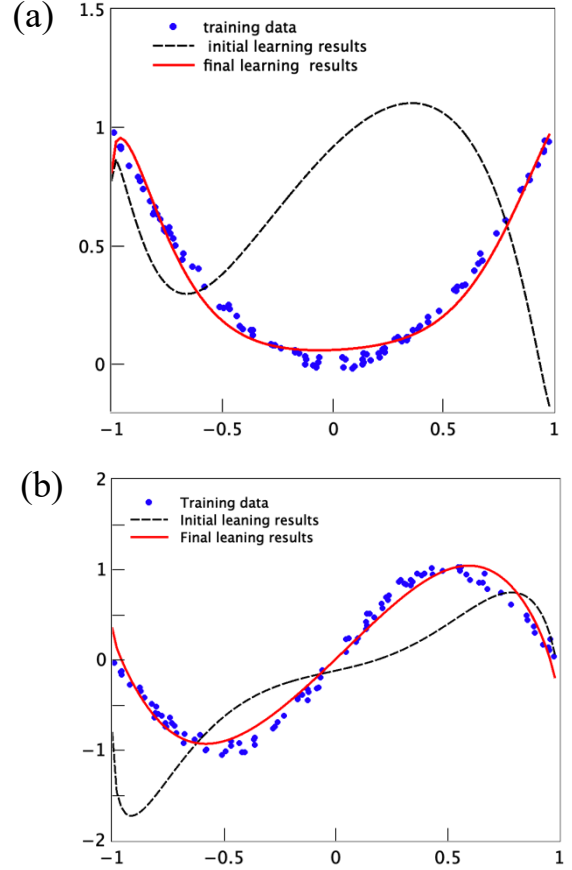 (a)
1.5
training data
initial learning results
final learning results
1
0.5
0
-1
-0.5
0
0.5
1
(b)
2
Training data
Initial leaning results
Final leaning results
1
0
-1
-2
-1
-0.5
0
0.5
1